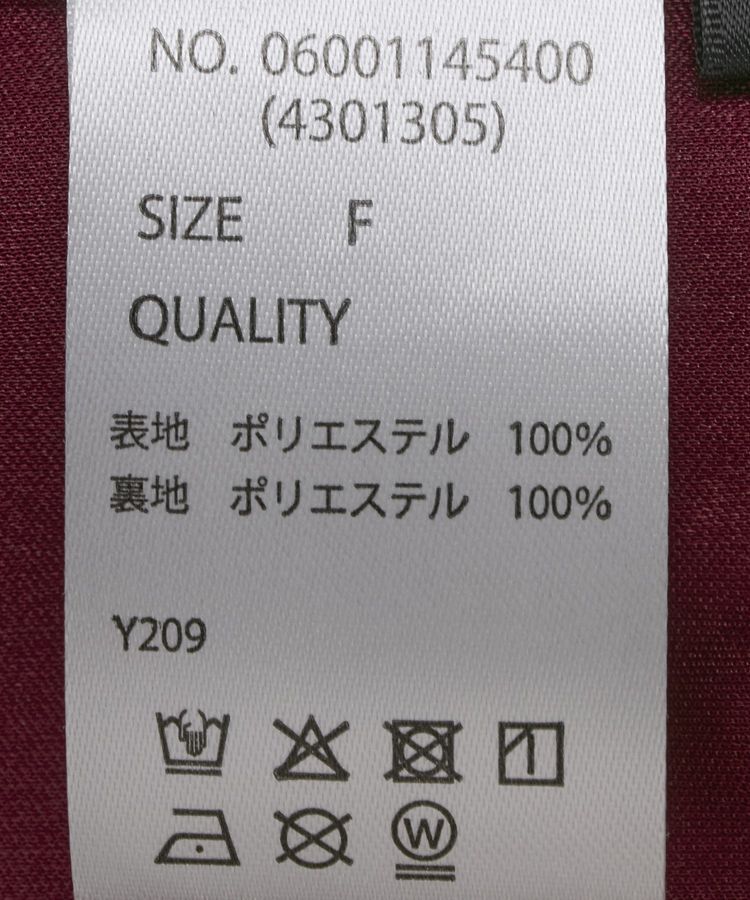 NO. 06001145400
(4301305)
SIZE F
QUALITY
表地 ポリエステル 100%
裏地 ポリエステル 100%
Y209
W